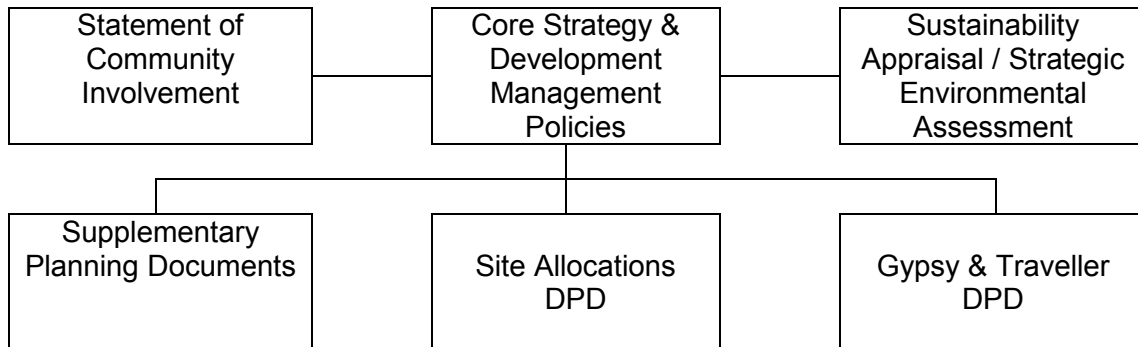 Statement of
Community
Involvement
Core Strategy &
Development
Management
Policies
Sustainability
Appraisal / Strategic
Environmental
Assessment
Supplementary
Planning Documents
Site Allocations
DPD
Gypsy & Traveller
DPD